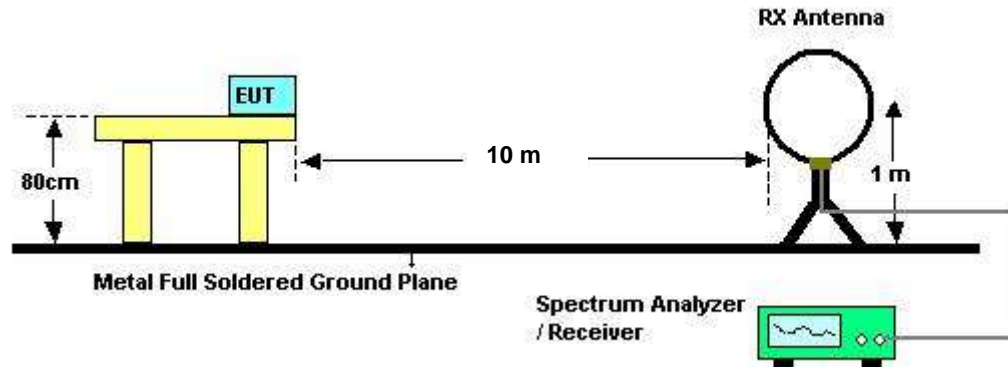 RX Antenna
EUT
10 m
80cm
1 m
Metal Full Soldered Ground Plane
Spectrum Analyzer
/ Receiver